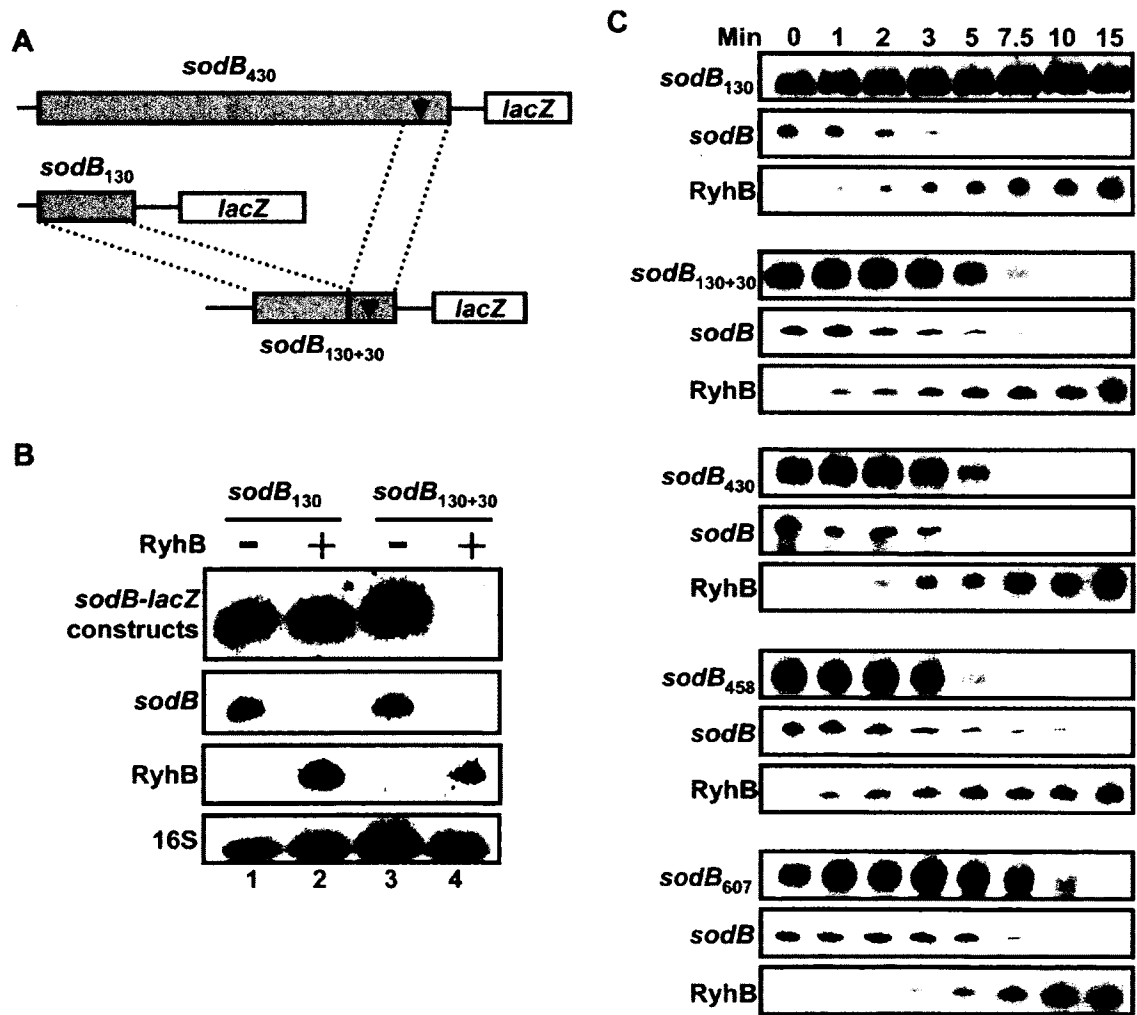 A
sodB430
lacZ
sodB130
lacZ
lacZ
sodB130+30
B
sodB130 sodB130+30
RyhB - + - +
sodB-lacZ
constructs
sodB
RyhB
16S
1 2 3 4
C
Min 0 1 2 3 5 7.5 10 15
sodB130
sodB
RyhB
sodB130+30
sodB
RyhB
sodB430
sodB
RyhB
sodB458
sodB
RyhB
sodB607
sodB
RyhB